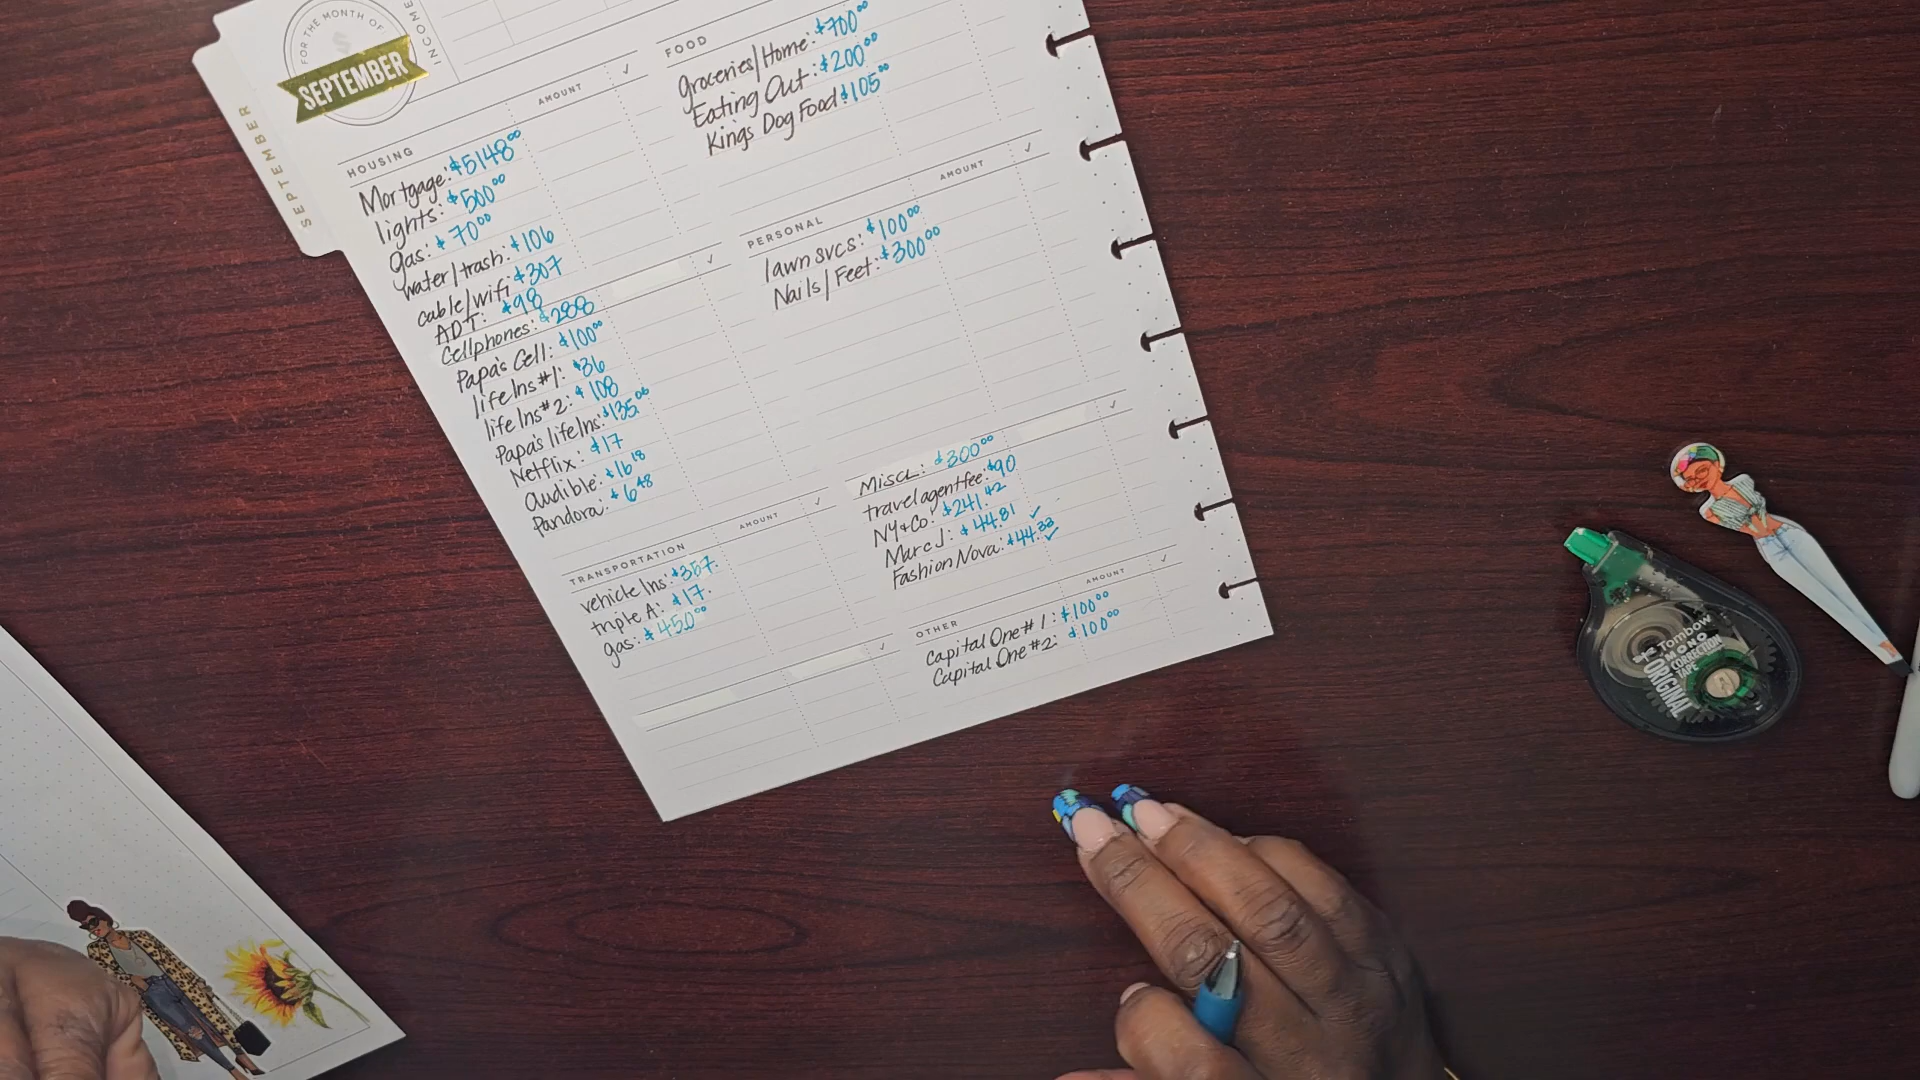 FOR THE MONTH OF
SEPTEMBER
INCOME
SEPTEMBER
HOUSING AMOUNT ✓
Mortgage: $5148.00
lights: $500.00
gas: $70.00
water/trash: $106
cable/wifi: $307
ADT: $98
Cellphones: $288
✓
Papa's Cell: $100.00
life Ins #1: $36
life Ins #2: $108
Papa's life Ins: $135.00
Netflix: $17
Audible: $16.18
Pandora: $6.48
TRANSPORTATION AMOUNT ✓
vehicle Ins: $357.
triple A: $17.
gas: $450.00
✓
FOOD
groceries/Home: $700.00
Eating Out: $200.00
King's Dog Food: $105.00
PERSONAL AMOUNT ✓
lawn svcs: $100.00
Nails/Feet: $300.00
✓
Miscl: $300.00
travel agent fee: $90
NY+Co: $241.42
Marc J: $44.81 ✓
Fashion Nova: $44.33 ✓
OTHER AMOUNT ✓
Capital One #1: $100.00
Capital One #2: $100.00
Tombow
MONO
ORIGINAL
CORRECTION
TAPE